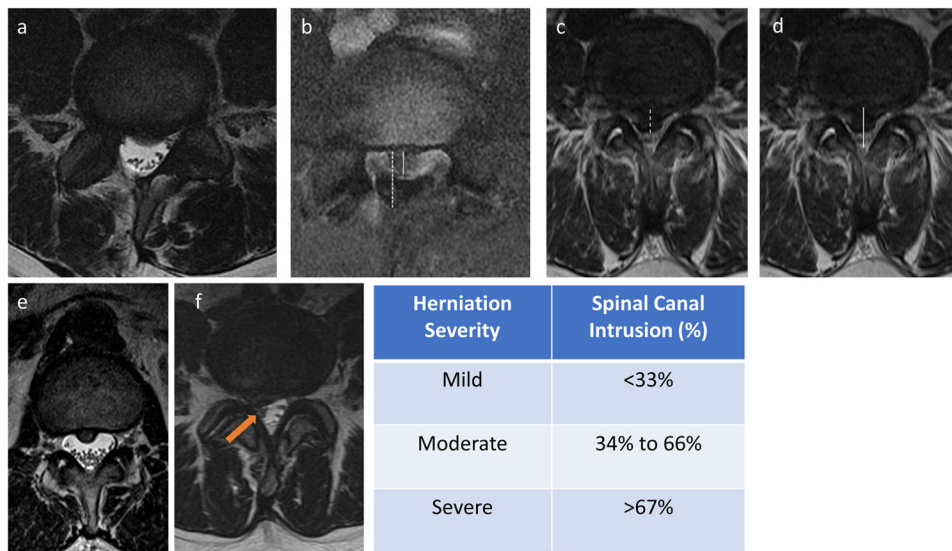 a
b
c
d
e
f
Herniation Severity
Spinal Canal Intrusion (%)
Mild
<33%
Moderate
34% to 66%
Severe
>67%